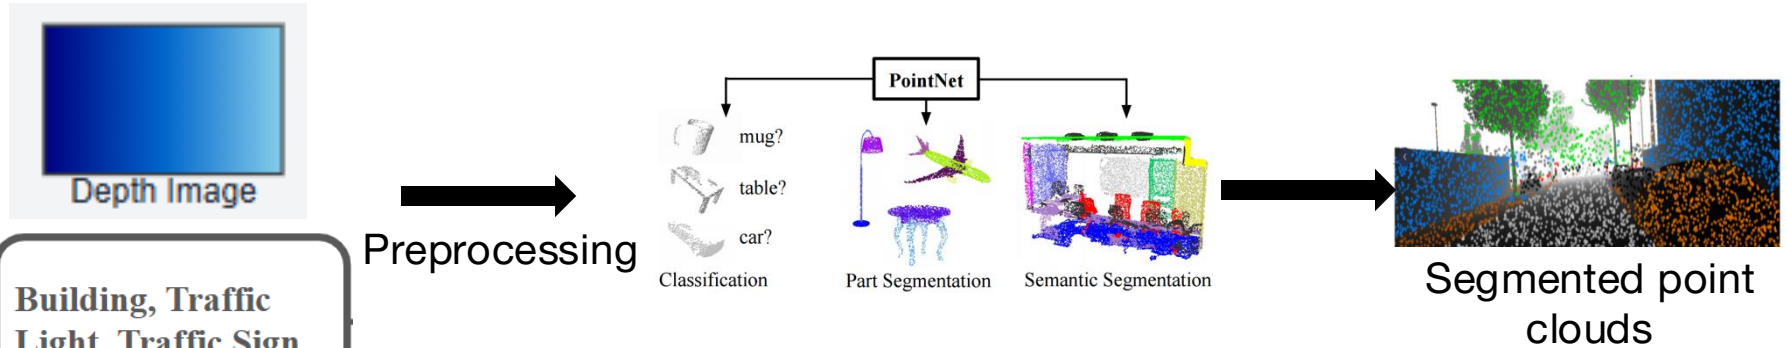 Depth Image
Building, Traffic
Light, Traffic Sign
Preprocessing
PointNet
mug?
table?
car?
Classification
Part Segmentation
Semantic Segmentation
Segmented point
clouds